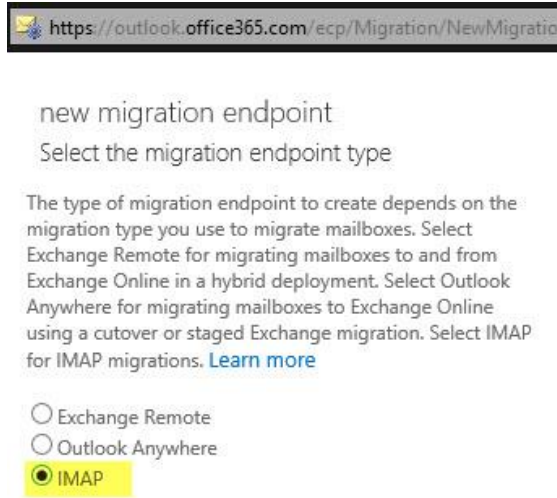 https://outlook.office365.com/ecp/Migration/NewMigratio
new migration endpoint
Select the migration endpoint type
The type of migration endpoint to create depends on the
migration type you use to migrate mailboxes. Select
Exchange Remote for migrating mailboxes to and from
Exchange Online in a hybrid deployment. Select Outlook
Anywhere for migrating mailboxes to Exchange Online
using a cutover or staged Exchange migration. Select IMAP
for IMAP migrations. Learn more
Exchange Remote
Outlook Anywhere
IMAP